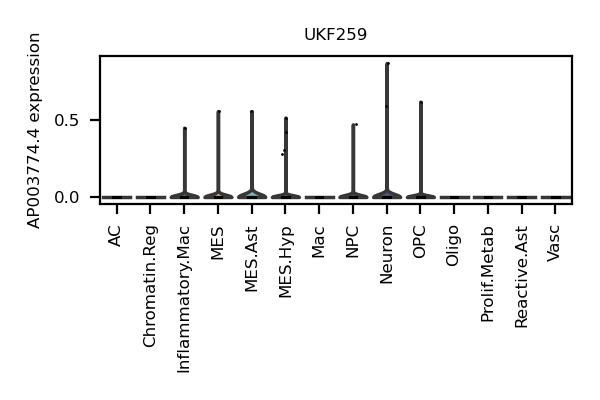 UKF259
AP003774.4 expression
0.5
0.0
AC
Chromatin.Reg
Inflammatory.Mac
MES
MES.Ast
MES.Hyp
Mac
NPC
Neuron
OPC
Oligo
Prolif.Metab
Reactive.Ast
Vasc